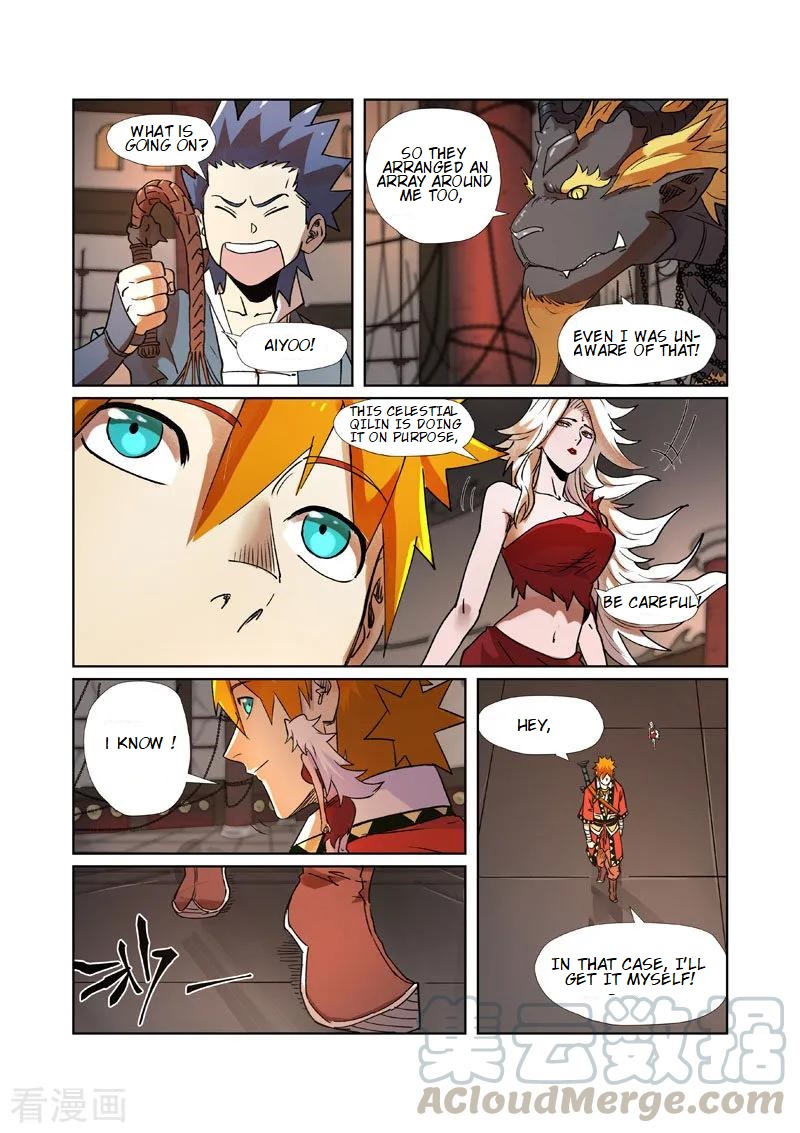 WHAT IS
GOING ON?
AIYOO!
SO THEY
ARRANGED AN
ARRAY AROUND
ME TOO,
EVEN I WAS UN-
AWARE OF THAT!
THIS CELESTIAL
QILIN IS DOING
IT ON PURPOSE,
BE CAREFUL!
I KNOW !
HEY,
IN THAT CASE, I'LL
GET IT MYSELF!
集云数据
ACloudMerge.com
看漫画